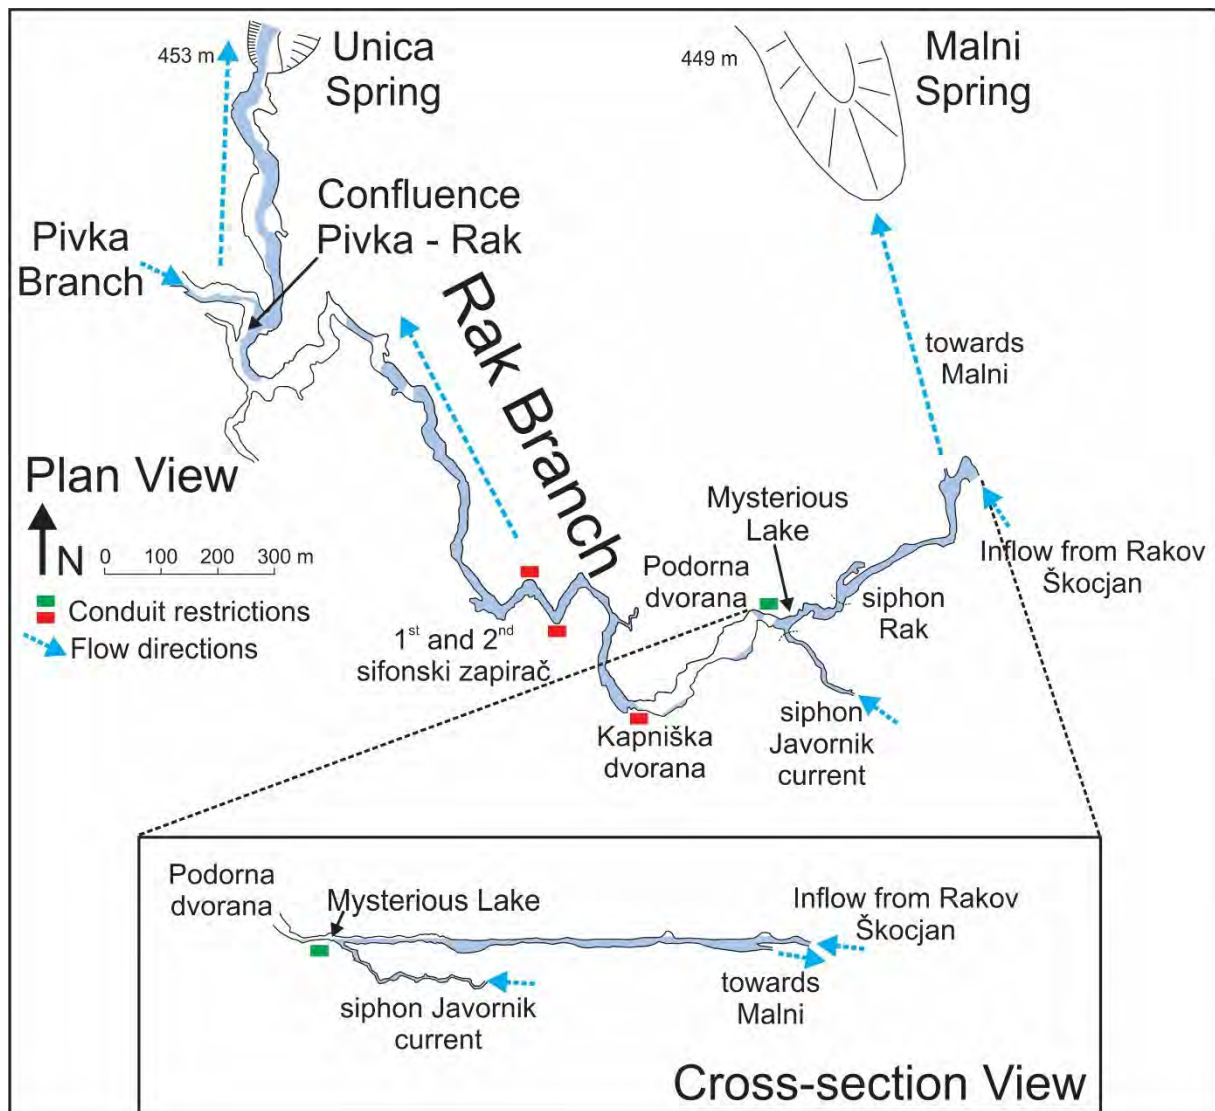 453 m
Unica
Spring
449 m
Malni
Spring
Confluence
Pivka - Rak
Pivka
Branch
Rak Branch
towards
Malni
Plan View
N
0 100 200 300 m
Conduit restrictions
Flow directions
Mysterious
Lake
Podorna
dvorana
Inflow from Rakov
Škocjan
siphon
Rak
1st and 2nd
sifonski zapirač
Kapniška
dvorana
siphon
Javornik
current
Podorna
dvorana
Mysterious Lake
Inflow from Rakov
Škocjan
siphon Javornik
current
towards
Malni
Cross-section View